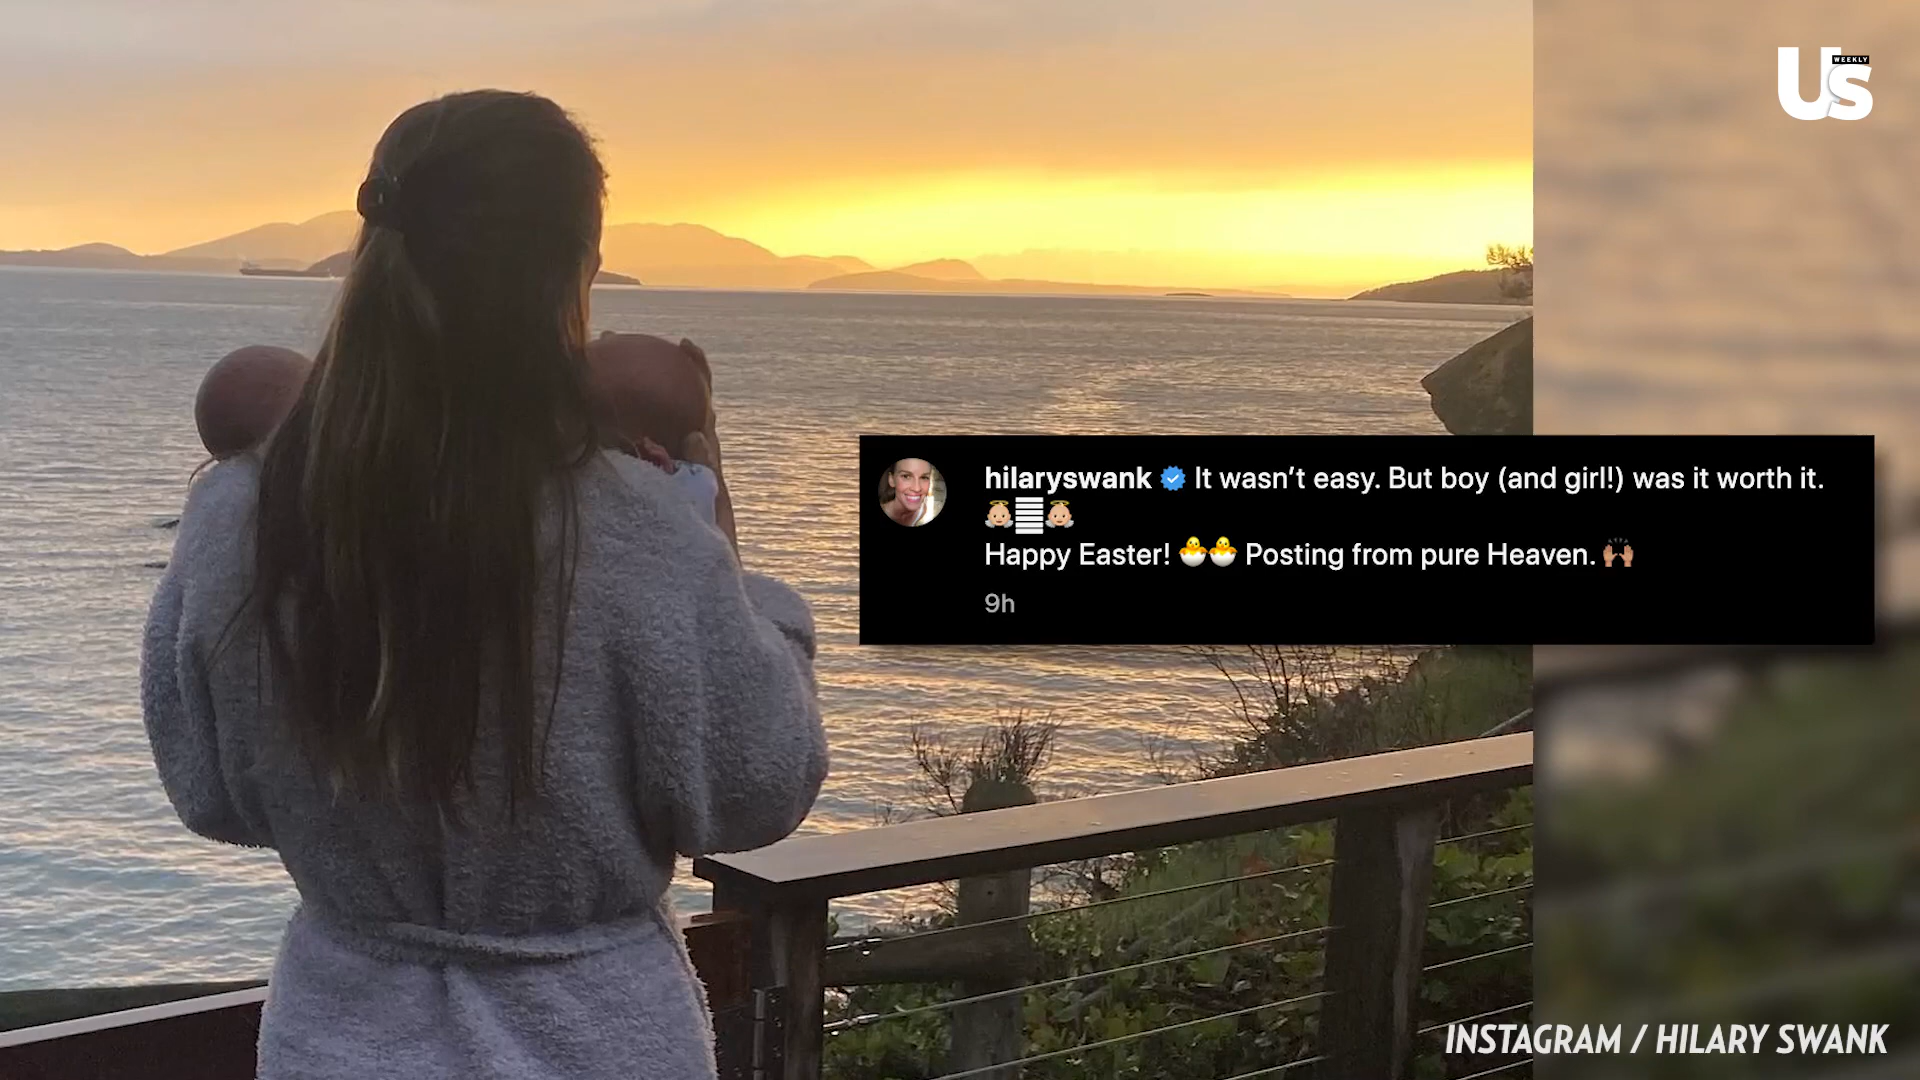 Us
WEEKLY
hilaryswank It wasn't easy. But boy (and girl!) was it worth it.
👼🏼𝌎👼🏼
Happy Easter! 🐣🐣 Posting from pure Heaven. 🙌🏽
9h
INSTAGRAM / HILARY SWANK